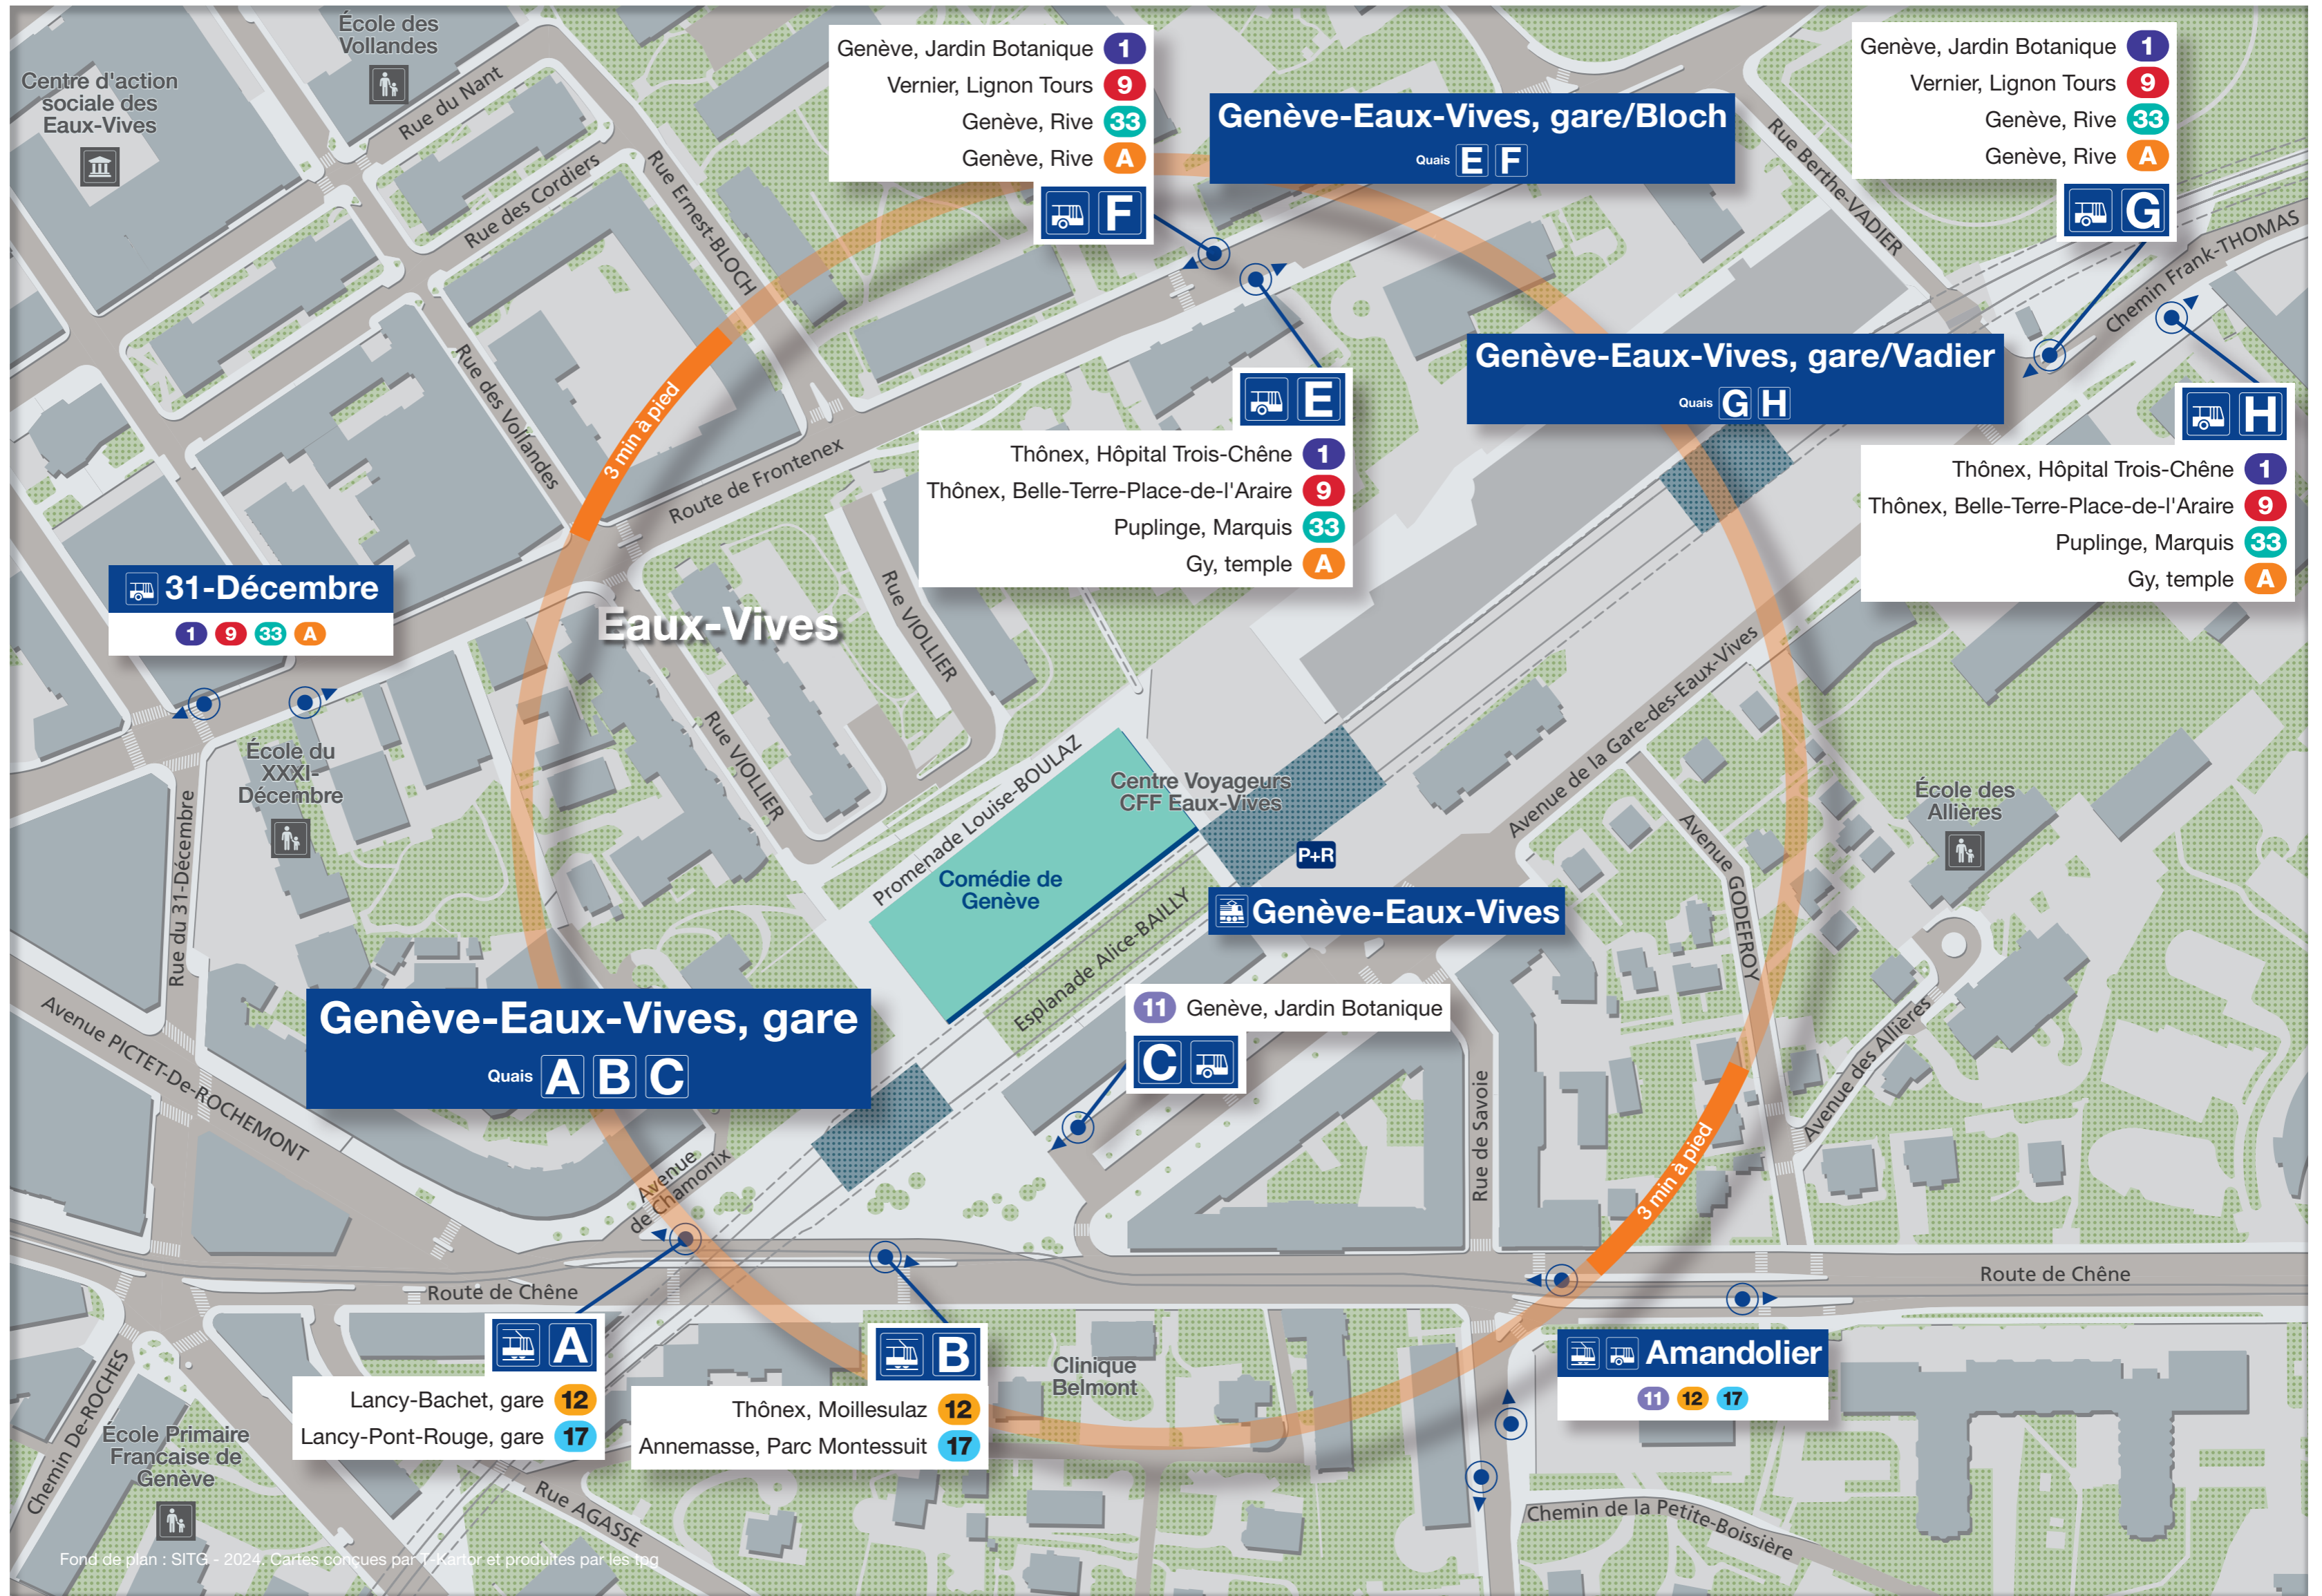 École des
Vollandes
Centre d'action
sociale des
Eaux-Vives
Rue du Nant
Rue des Cordiers
Rue Ernest-BLOCH
Genève, Jardin Botanique 1
Vernier, Lignon Tours 9
Genève, Rive 33
Genève, Rive A
F
Genève-Eaux-Vives, gare/Bloch
Quais E F
Rue Berthe-VADIER
Genève, Jardin Botanique 1
Vernier, Lignon Tours 9
Genève, Rive 33
Genève, Rive A
G
Chemin Frank-THOMAS
Genève-Eaux-Vives, gare/Vadier
Quais G H
E
Thônex, Hôpital Trois-Chêne 1
Thônex, Belle-Terre-Place-de-l'Araire 9
Puplinge, Marquis 33
Gy, temple A
H
Thônex, Hôpital Trois-Chêne 1
Thônex, Belle-Terre-Place-de-l'Araire 9
Puplinge, Marquis 33
Gy, temple A
3 min à pied
Rue des Vollandes
Route de Frontenex
31-Décembre
1 9 33 A
Eaux-Vives
Rue VIOLLIER
Rue VIOLLIER
École du
XXXI-
Décembre
Rue du 31-Décembre
Promenade Louise-BOULAZ
Centre Voyageurs
CFF Eaux-Vives
P+R
Comédie de
Genève
Genève-Eaux-Vives
Esplanade Alice-BAILLY
Avenue de la Gare-des-Eaux-Vives
Avenue GODEFROY
École des
Allières
Avenue des Allières
Genève-Eaux-Vives, gare
Quais A B C
11 Genève, Jardin Botanique
C
Avenue PICTET-De-ROCHEMONT
Avenue
de Chamonix
Rue de Savoie
3 min à pied
Route de Chêne
Route de Chêne
A
Lancy-Bachet, gare 12
Lancy-Pont-Rouge, gare 17
B
Thônex, Moillesulaz 12
Annemasse, Parc Montessuit 17
Clinique
Belmont
Amandolier
11 12 17
Chemin De-ROCHES
École Primaire
Francaise de
Genève
Rue AGASSE
Chemin de la Petite-Boissière
Fond de plan : SITG - 2024. Cartes conçues par T-Kartor et produites par les tpg